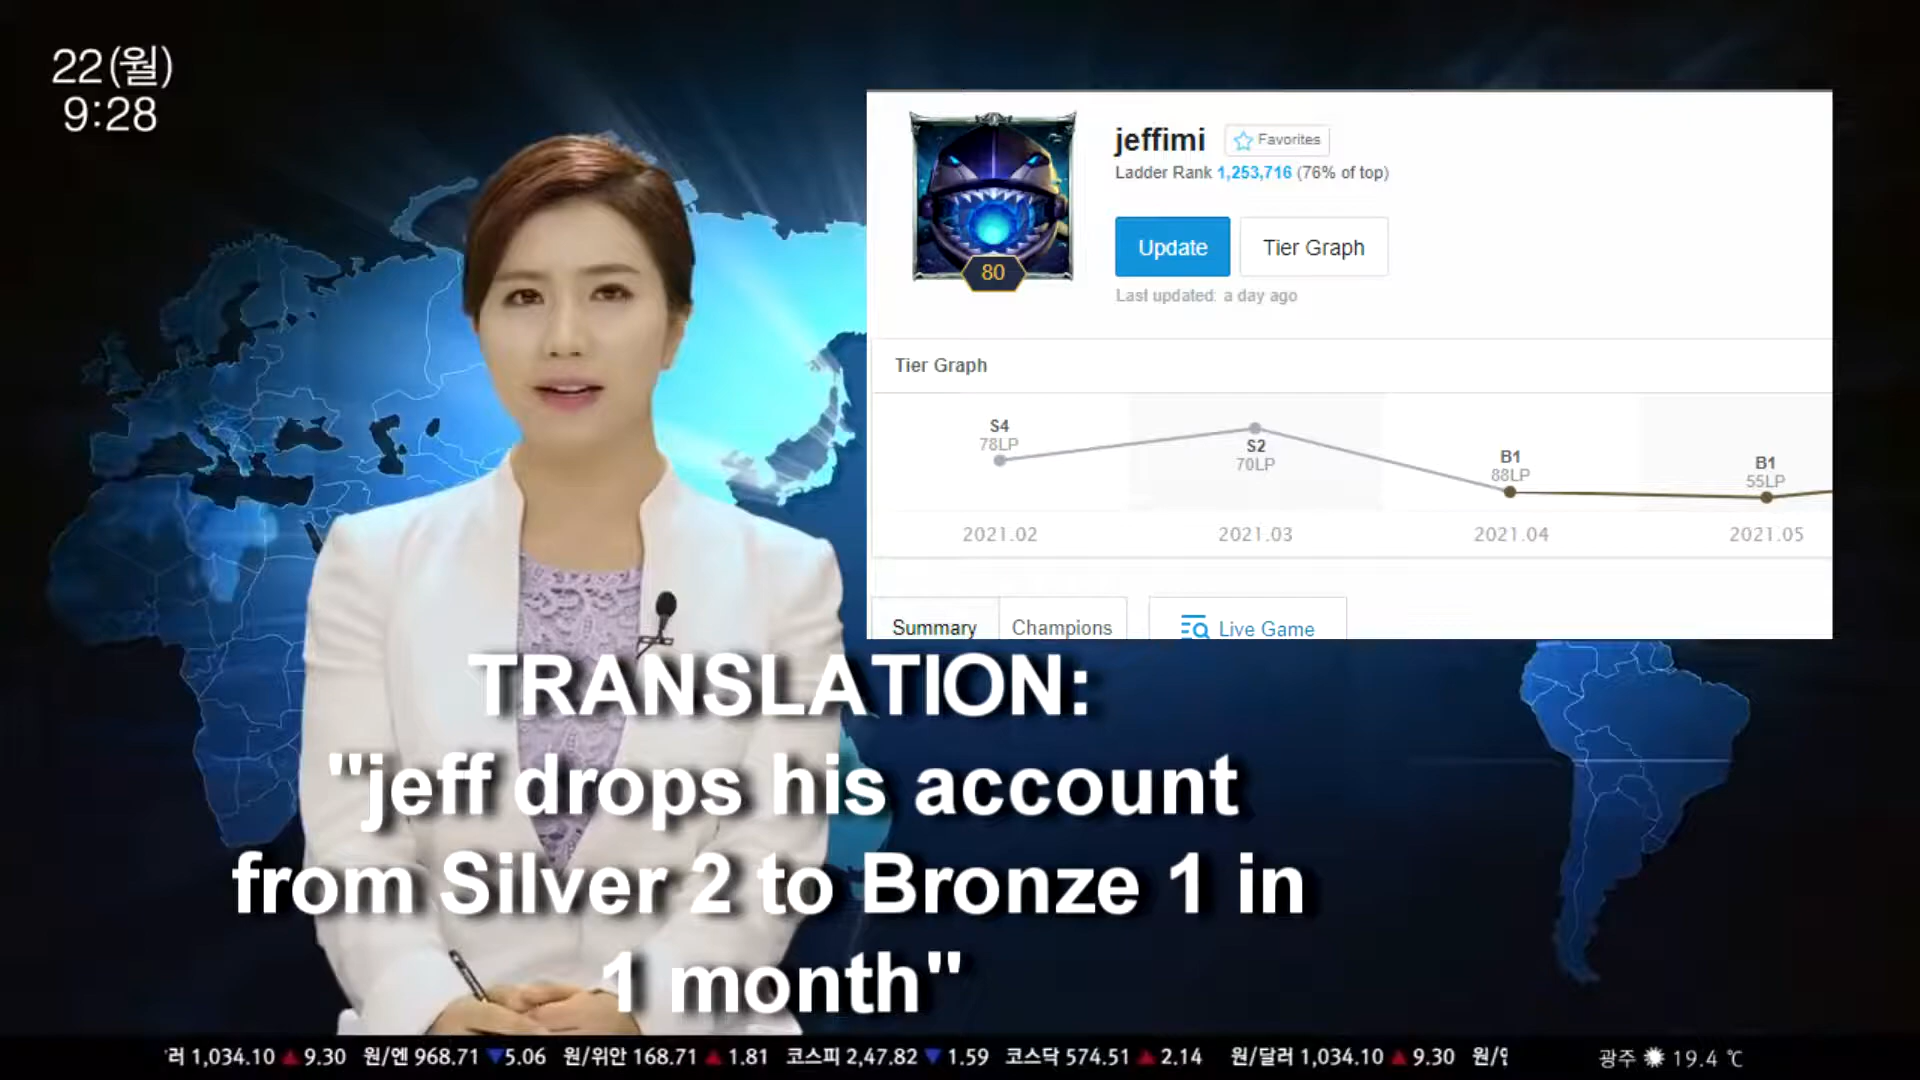 22(월)
9:28
jeffimi
Favorites
Ladder Rank 1,253,716 (76% of top)
80
Update
Tier Graph
Last updated: a day ago
Tier Graph
S4
78LP
S2
70LP
B1
88LP
B1
55LP
2021.02 2021.03 2021.04 2021.05
Summary Champions Live Game
TRANSLATION:
"jeff drops his account
from Silver 2 to Bronze 1 in
1 month"
러 1,034.10 ▲ 9.30 원/엔 968.71 ▼5.06 원/위안 168.71 ▲ 1.81 코스피 2,47.82 ▼ 1.59 코스닥 574.51 ▲ 2.14 원/달러 1,034.10 ▲ 9.30 원/ 광주 19.4 ℃